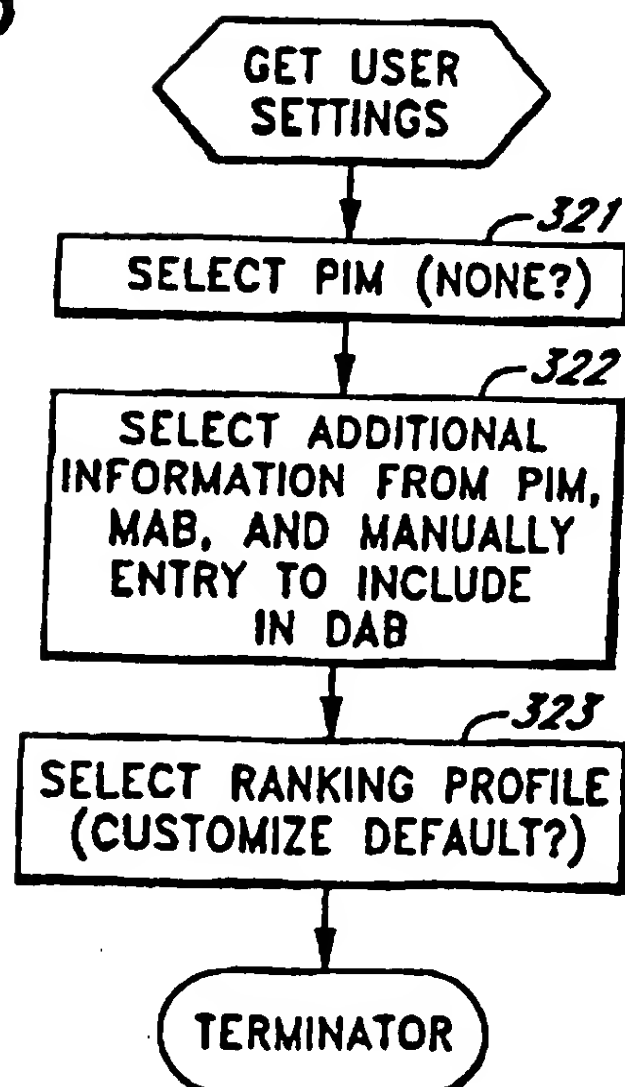 GET USER
SETTINGS
321
SELECT PIM (NONE?)
322
SELECT ADDITIONAL
INFORMATION FROM PIM,
MAB, AND MANUALLY
ENTRY TO INCLUDE
IN DAB
323
SELECT RANKING PROFILE
(CUSTOMIZE DEFAULT?)
TERMINATOR